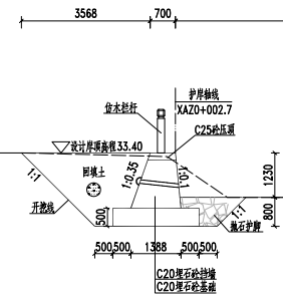 3568
700
护岸轴线
仿木拦杆
XAZ0+002.7
C25砼压顶
设计岸顶高程33.40
1:1
回填土
1:0.35
1:0.1
1230
开挖线
500
1:1
800
抛石护脚
500
500
1388
500
500
C20埋石砼挡墙
C20埋石砼基础